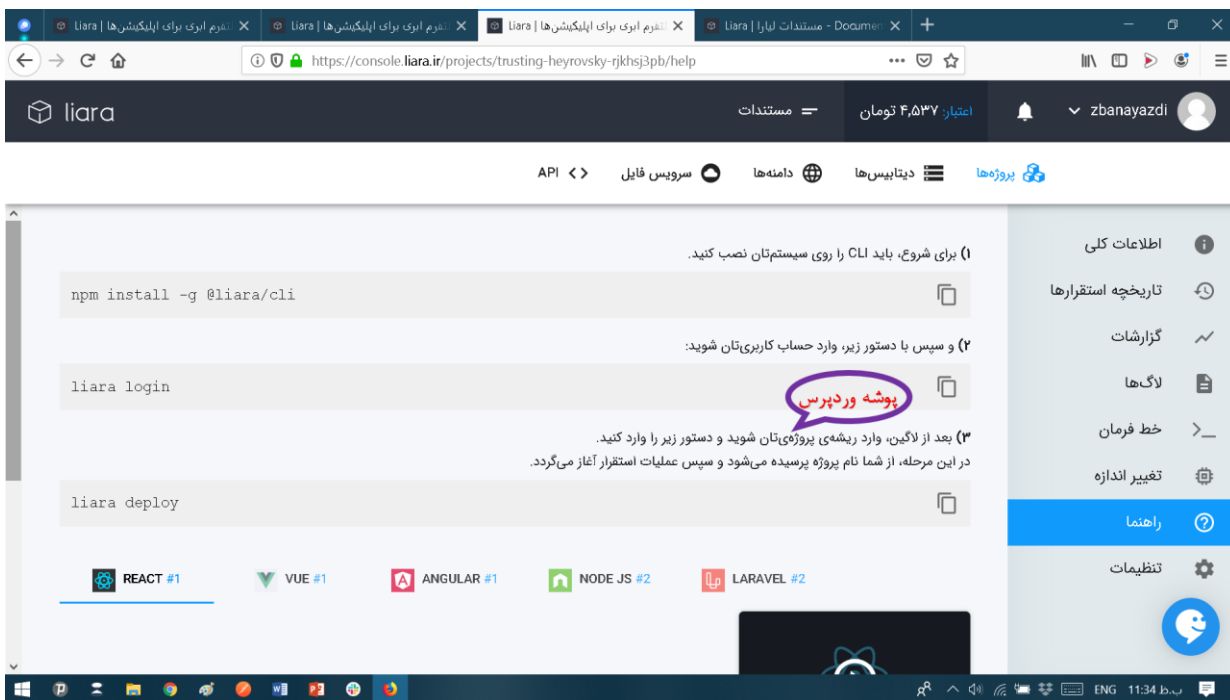 پلتفرم ابری برای اپلیکیشن‌ها | Liara
پلتفرم ابری برای اپلیکیشن‌ها | Liara
پلتفرم ابری برای اپلیکیشن‌ها | Liara
Documen - مستندات لیارا | Liara
https://console.liara.ir/projects/trusting-heyrovsky-rjkhsj3pb/help
liara
مستندات
اعتبار: ۴,۵۳۷ تومان
zbanayazdi
پروژه‌ها
دیتابیس‌ها
دامنه‌ها
سرویس فایل
API
اطلاعات کلی
تاریخچه استقرارها
گزارشات
لاگ‌ها
خط فرمان
تغییر اندازه
راهنما
تنظیمات
۱) برای شروع، باید CLI را روی سیستم‌تان نصب کنید.
npm install -g @liara/cli
۲) و سپس با دستور زیر، وارد حساب کاربری‌تان شوید:
liara login
پوشه وردپرس
۳) بعد از لاگین، وارد ریشه‌ی پروژه‌ی‌تان شوید و دستور زیر را وارد کنید.
در این مرحله، از شما نام پروژه پرسیده می‌شود و سپس عملیات استقرار آغاز می‌گردد.
liara deploy
REACT #1
VUE #1
ANGULAR #1
NODE JS #2
LARAVEL #2
ENG 11:34 ب.ظ